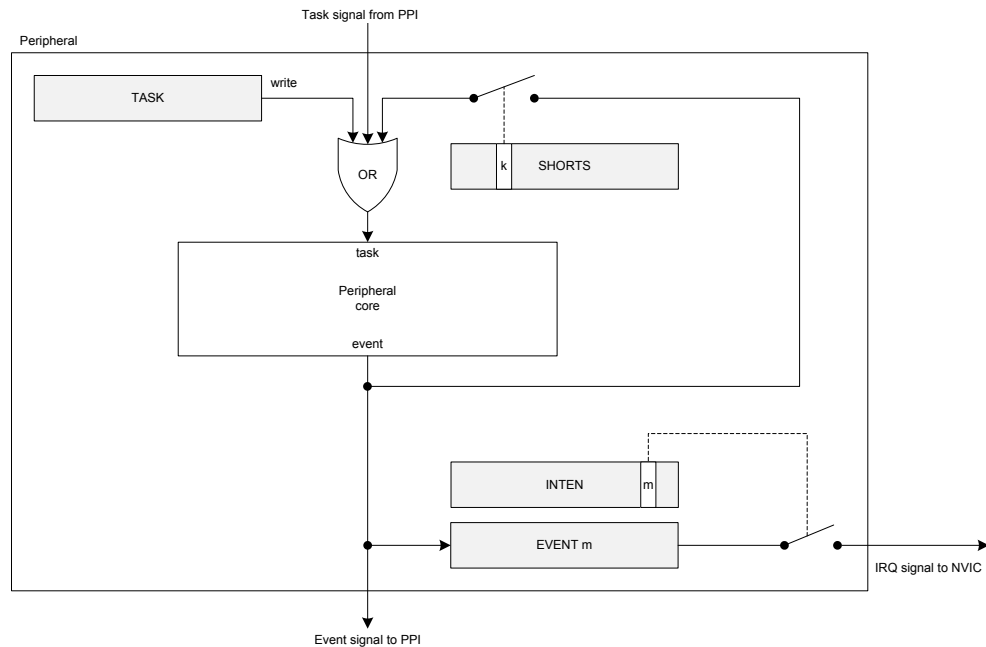 Task signal from PPI
Peripheral
write
TASK
k
SHORTS
OR
task
Peripheral
core
event
INTEN
m
EVENT m
IRQ signal to NVIC
Event signal to PPI